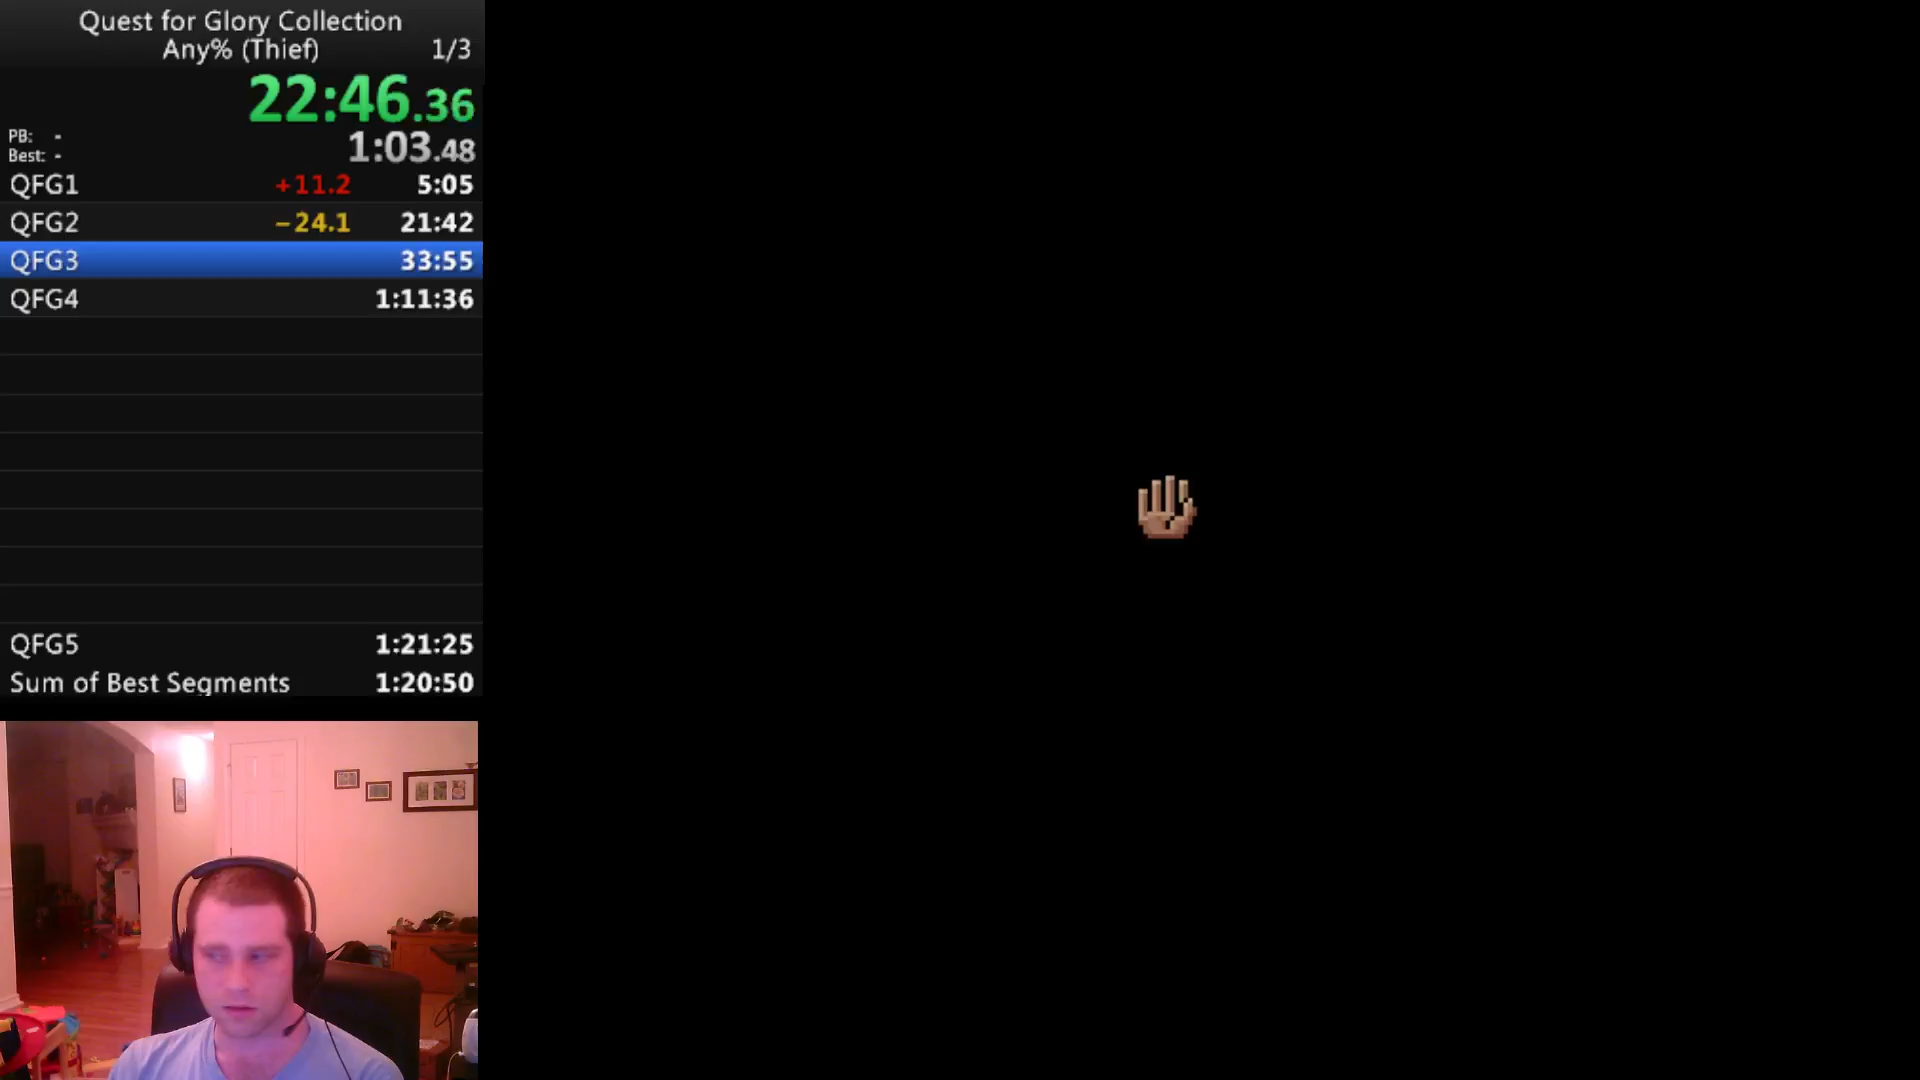 Quest for Glory Collection
Any% (Thief) 1/3
22:46.36
PB: -
Best: -
1:03.48
QFG1 +11.2 5:05
QFG2 −24.1 21:42
QFG3 33:55
QFG4 1:11:36
QFG5 1:21:25
Sum of Best Segments 1:20:50